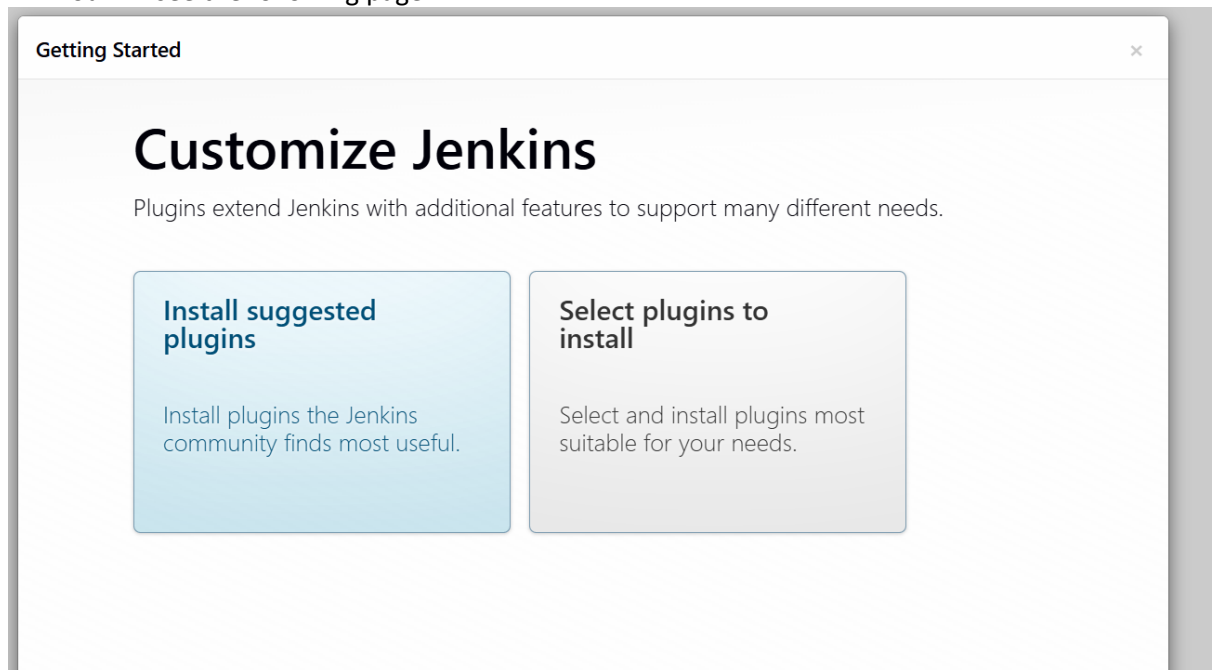 Getting Started
×
Customize Jenkins
Plugins extend Jenkins with additional features to support many different needs.
Install suggested
plugins
Install plugins the Jenkins
community finds most useful.
Select plugins to
install
Select and install plugins most
suitable for your needs.